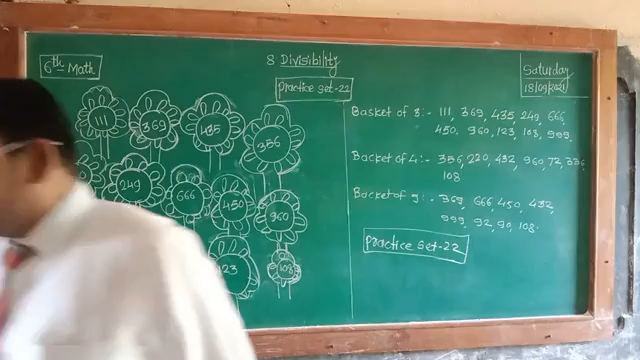 6th Math
8 Divisibility
Saturday
18/09/2021
Practice set-22
111
369
435
356
249
666
450
960
123
108
Basket of 3:- 111, 369, 435, 249, 666,
450, 960, 123, 108, 999.
Backet of 4:- 356, 220, 432, 960, 72, 336,
108
Backet of 9:- 369, 666, 450, 432,
999, 92, 90, 108.
Practice set-22